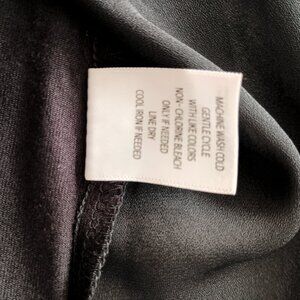 MACHINE WASH COLD
GENTLE CYCLE
WITH LIKE COLORS
NON-CHLORINE BLEACH
ONLY IF NEEDED
LINE DRY
COOL IRON IF NEEDED